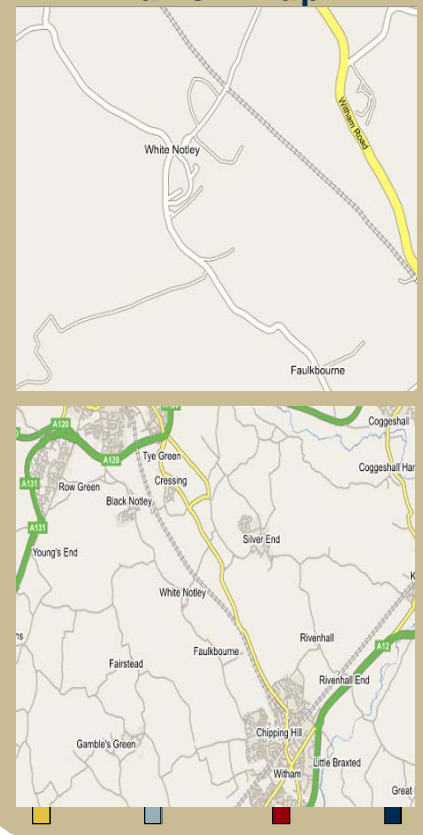 White Notley
Witham Road
Faulkbourne
A120
A120
Tye Green
Coggeshall
Cressing
Coggeshall Har
A131
Row Green
Black Notley
A131
Silver End
Young's End
White Notley
Rivenhall
A12
Faulkbourne
Fairstead
Rivenhall End
Chipping Hill
Gamble's Green
Little Braxted
Witham
Great